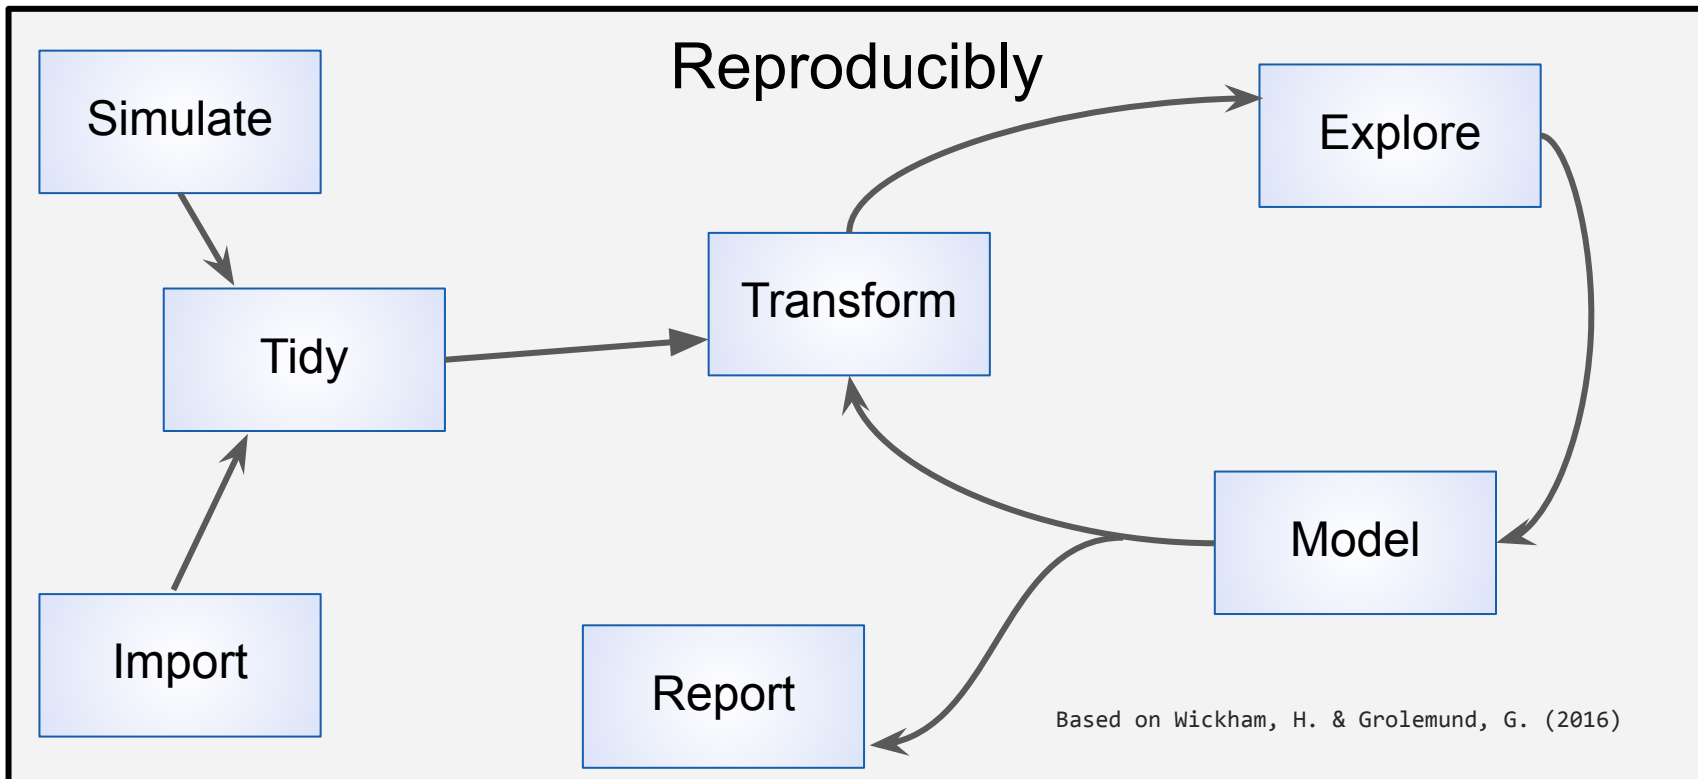 Reproducibly
Simulate
Explore
Transform
Tidy
Model
Import
Report
Based on Wickham, H. & Grolemund, G. (2016)